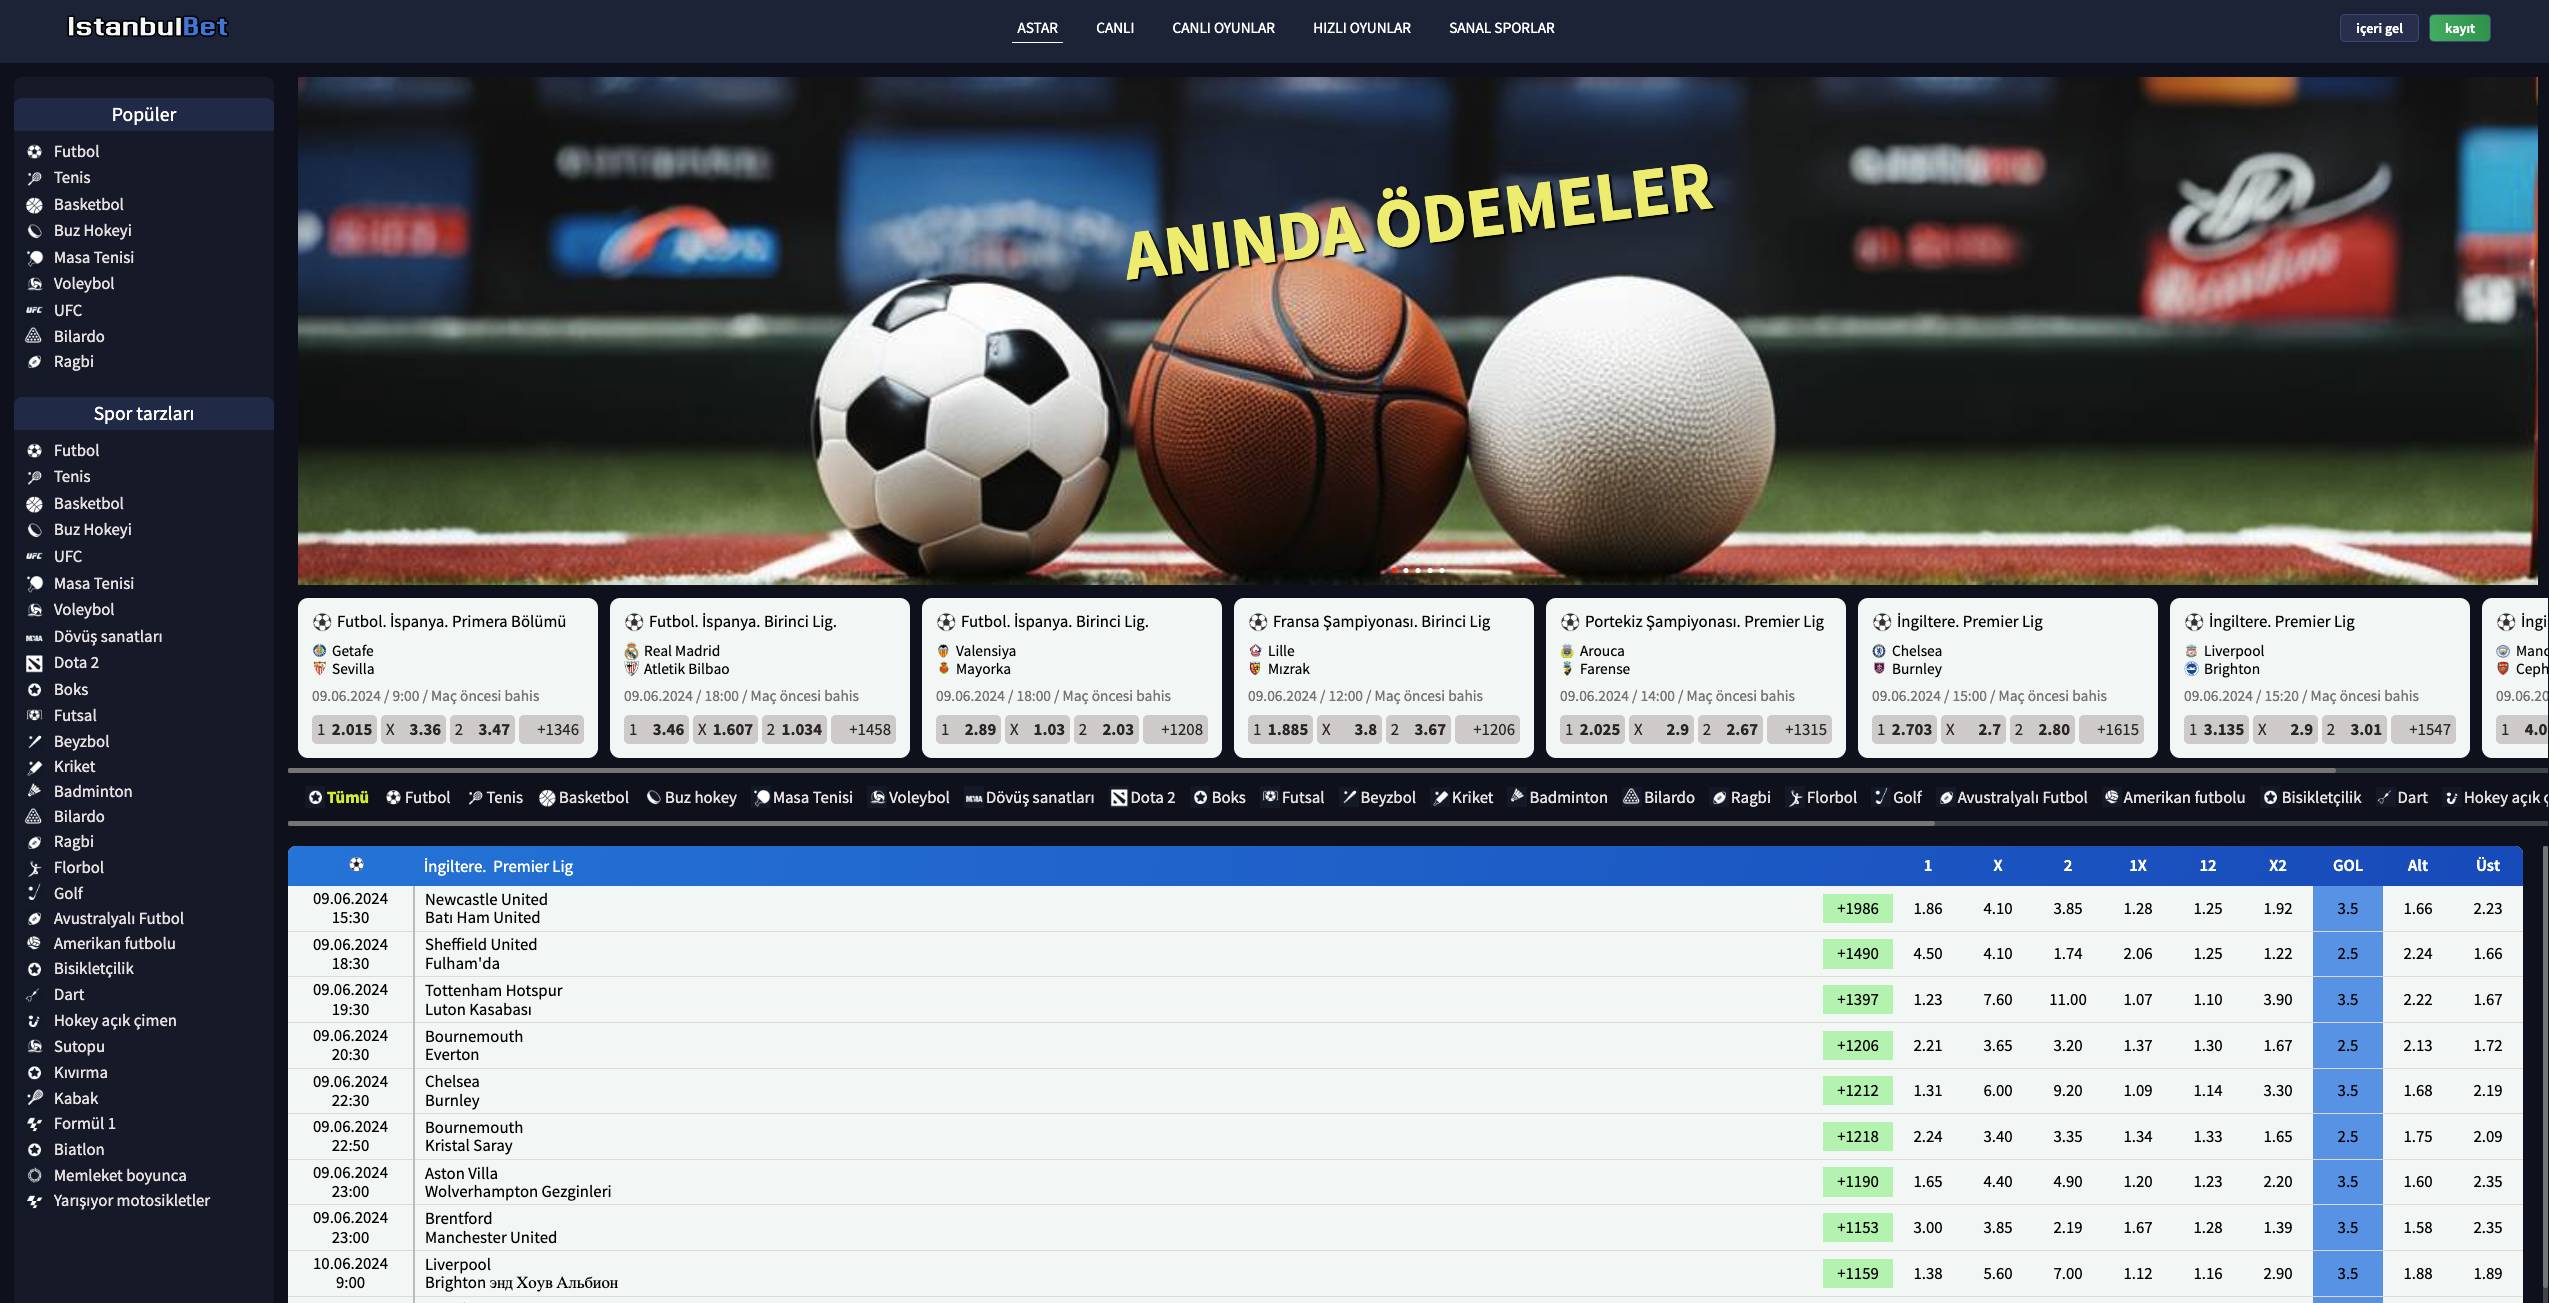 IstanbulBet
ASTAR CANLI CANLI OYUNLAR HIZLI OYUNLAR SANAL SPORLAR
içeri gel kayıt
Popüler
Futbol
Tenis
Basketbol
Buz Hokeyi
Masa Tenisi
Voleybol
UFC UFC
Bilardo
Ragbi
Spor tarzları
Futbol
Tenis
Basketbol
Buz Hokeyi
UFC UFC
Masa Tenisi
Voleybol
Dövüş sanatları
Dota 2
Boks
Futsal
Beyzbol
Kriket
Badminton
Bilardo
Ragbi
Florbol
Golf
Avustralyalı Futbol
Amerikan futbolu
Bisikletçilik
Dart
Hokey açık çimen
Sutopu
Kıvırma
Kabak
Formül 1
Biatlon
Memleket boyunca
Yarışıyor motosikletler
ANINDA ÖDEMELER
Futbol. İspanya. Primera Bölümü
Getafe
Sevilla
09.06.2024 / 9:00 / Maç öncesi bahis
1 2.015 X 3.36 2 3.47 +1346
Futbol. İspanya. Birinci Lig.
Real Madrid
Atletik Bilbao
09.06.2024 / 18:00 / Maç öncesi bahis
1 3.46 X 1.607 2 1.034 +1458
Futbol. İspanya. Birinci Lig.
Valensiya
Mayorka
09.06.2024 / 18:00 / Maç öncesi bahis
1 2.89 X 1.03 2 2.03 +1208
Fransa Şampiyonası. Birinci Lig
Lille
Mızrak
09.06.2024 / 12:00 / Maç öncesi bahis
1 1.885 X 3.8 2 3.67 +1206
Portekiz Şampiyonası. Premier Lig
Arouca
Farense
09.06.2024 / 14:00 / Maç öncesi bahis
1 2.025 X 2.9 2 2.67 +1315
İngiltere. Premier Lig
Chelsea
Burnley
09.06.2024 / 15:00 / Maç öncesi bahis
1 2.703 X 2.7 2 2.80 +1615
İngiltere. Premier Lig
Liverpool
Brighton
09.06.2024 / 15:20 / Maç öncesi bahis
1 3.135 X 2.9 2 3.01 +1547
İngi
Manc
Ceph
09.06.20
1 4.0
Tümü Futbol Tenis Basketbol Buz hokey Masa Tenisi Voleybol Dövüş sanatları Dota 2 Boks Futsal Beyzbol Kriket Badminton Bilardo Ragbi Florbol Golf Avustralyalı Futbol Amerikan futbolu Bisikletçilik Dart Hokey açık ç
İngiltere. Premier Lig 1 X 2 1X 12 X2 GOL Alt Üst
09.06.2024 Newcastle United
15:30 Batı Ham United
+1986 1.86 4.10 3.85 1.28 1.25 1.92 3.5 1.66 2.23
09.06.2024 Sheffield United
18:30 Fulham'da
+1490 4.50 4.10 1.74 2.06 1.25 1.22 2.5 2.24 1.66
09.06.2024 Tottenham Hotspur
19:30 Luton Kasabası
+1397 1.23 7.60 11.00 1.07 1.10 3.90 3.5 2.22 1.67
09.06.2024 Bournemouth
20:30 Everton
+1206 2.21 3.65 3.20 1.37 1.30 1.67 2.5 2.13 1.72
09.06.2024 Chelsea
22:30 Burnley
+1212 1.31 6.00 9.20 1.09 1.14 3.30 3.5 1.68 2.19
09.06.2024 Bournemouth
22:50 Kristal Saray
+1218 2.24 3.40 3.35 1.34 1.33 1.65 2.5 1.75 2.09
09.06.2024 Aston Villa
23:00 Wolverhampton Gezginleri
+1190 1.65 4.40 4.90 1.20 1.23 2.20 3.5 1.60 2.35
09.06.2024 Brentford
23:00 Manchester United
+1153 3.00 3.85 2.19 1.67 1.28 1.39 3.5 1.58 2.35
10.06.2024 Liverpool
9:00 Brighton энд Хоув Альбион
+1159 1.38 5.60 7.00 1.12 1.16 2.90 3.5 1.88 1.89